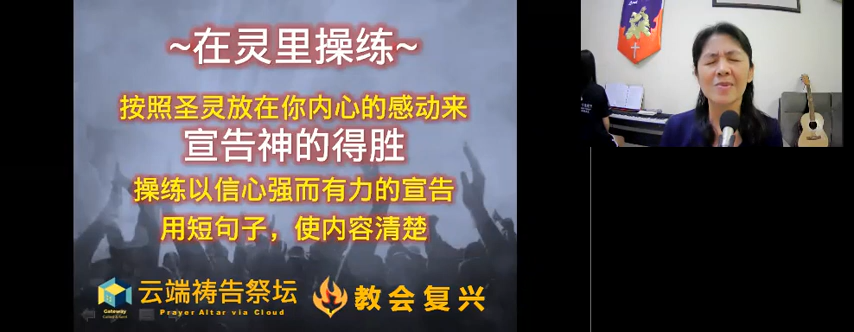 ~在灵里操练~
按照圣灵放在你内心的感动来
宣告神的得胜
操练以信心强而有力的宣告
用短句子，使内容清楚
云端祷告祭坛
Prayer Altar via Cloud
Gateway
教会复兴